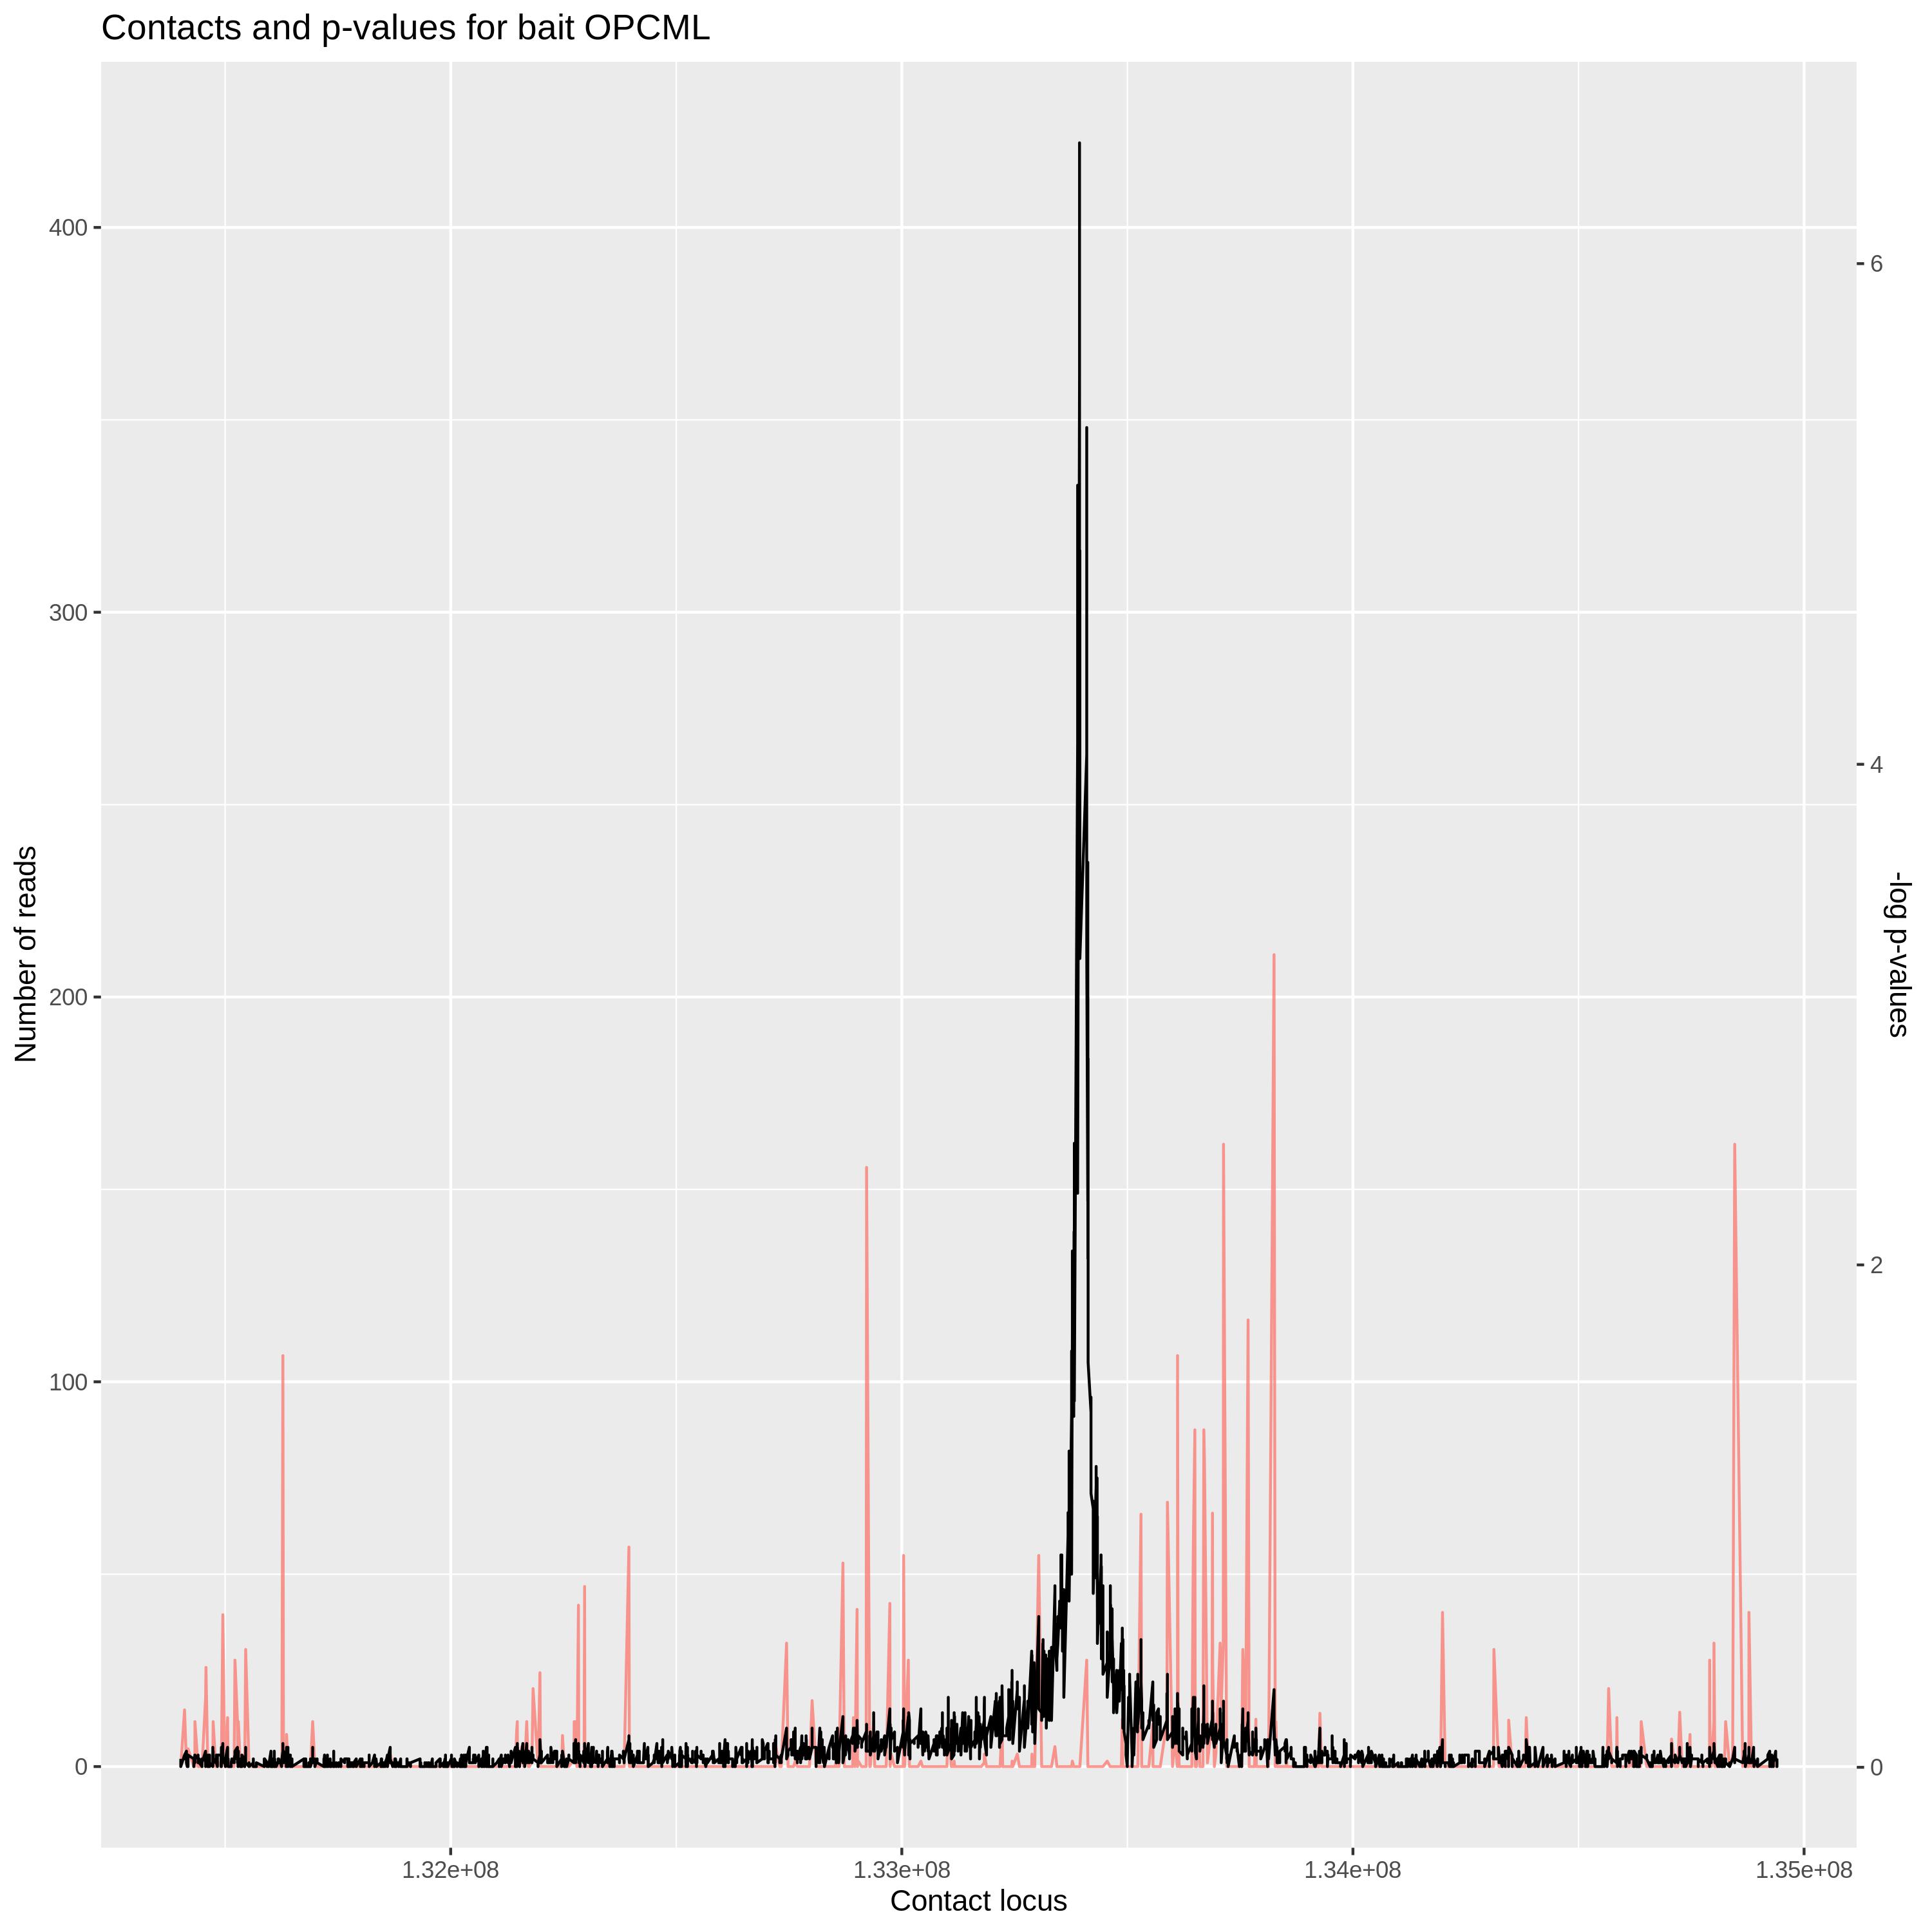 Contacts and p-values for bait OPCML
400
300
200
100
0
Number of reads
6
4
2
0
-log p-values
1.32e+08
1.33e+08
1.34e+08
1.35e+08
Contact locus